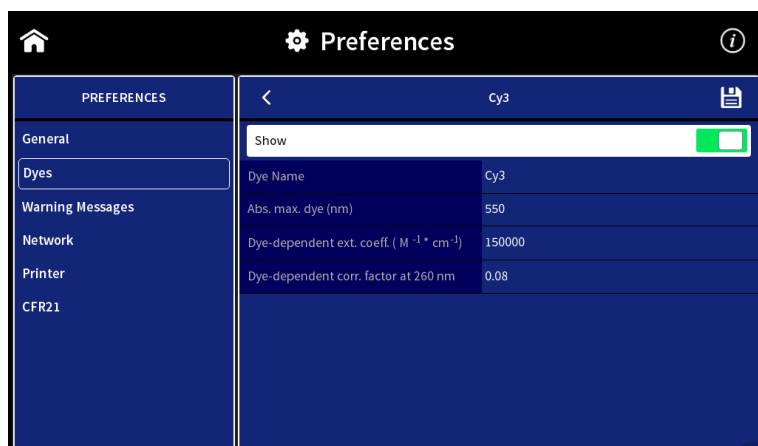 Preferences
i
PREFERENCES
General
Dyes
Warning Messages
Network
Printer
CFR21
Cy3
Show
Dye Name Cy3
Abs. max. dye (nm) 550
Dye-dependent ext. coeff. ( M ⁻¹ * cm⁻¹) 150000
Dye-dependent corr. factor at 260 nm 0.08